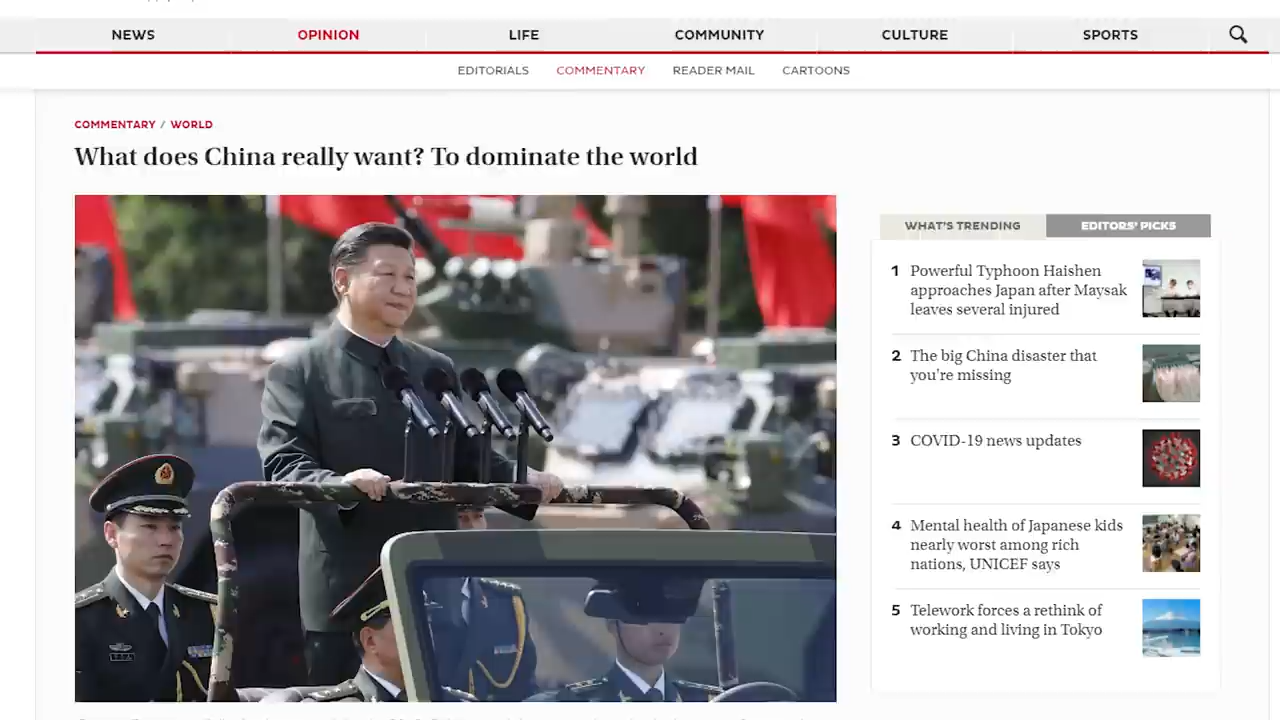 NEWS
OPINION
LIFE
COMMUNITY
CULTURE
SPORTS
EDITORIALS
COMMENTARY
READER MAIL
CARTOONS
COMMENTARY / WORLD
What does China really want? To dominate the world
WHAT'S TRENDING
EDITORS' PICKS
1 Powerful Typhoon Haishen
approaches Japan after Maysak
leaves several injured
2 The big China disaster that
you're missing
3 COVID-19 news updates
4 Mental health of Japanese kids
nearly worst among rich
nations, UNICEF says
5 Telework forces a rethink of
working and living in Tokyo